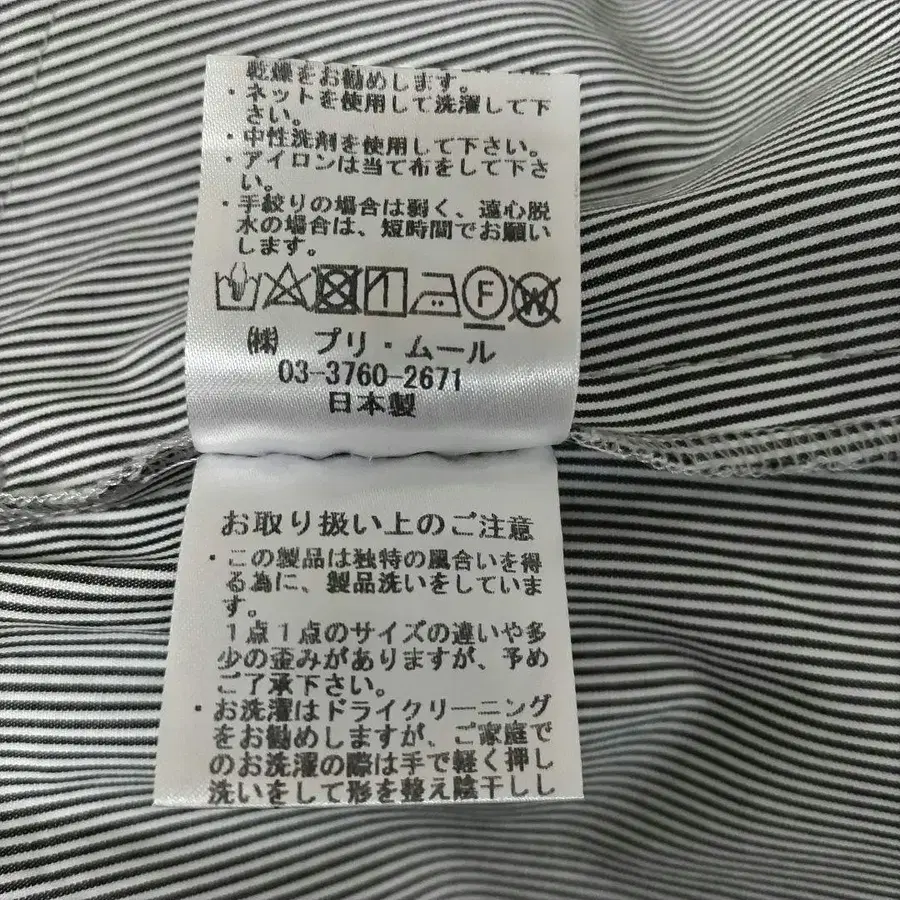 乾燥をお勧めします。
・ネットを使用して洗濯して下
さい。
・中性洗剤を使用して下さい。
・アイロンは当て布をして下さ
い。
・手絞りの場合は弱く、遠心脱
水の場合は、短時間でお願い
します。
F W
㈱ プリ・ムール
03-3760-2671
日本製
お取り扱い上のご注意
・この製品は独特の風合いを得
る為に、製品洗いをしていま
す。
1点1点のサイズの違いや多
少の歪みがありますが、予め
ご了承下さい。
・お洗濯はドライクリーニング
をお勧めしますが、ご家庭で
のお洗濯の際は手で軽く押し
洗いをして形を整え陰干しし